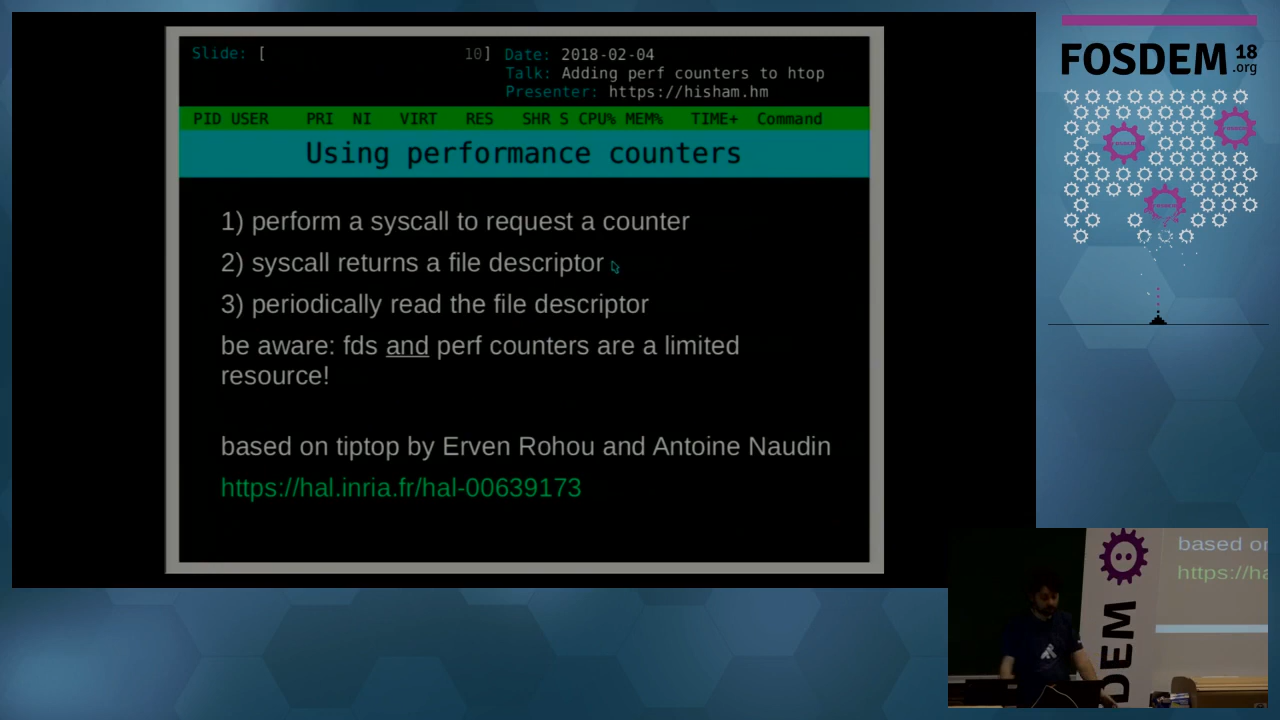 Slide: [ 10]
Date: 2018-02-04
Talk: Adding perf counters to htop
Presenter: https://hisham.hm
PID USER PRI NI VIRT RES SHR S CPU% MEM% TIME+ Command
Using performance counters
1) perform a syscall to request a counter
2) syscall returns a file descriptor
3) periodically read the file descriptor
be aware: fds and perf counters are a limited
resource!
based on tiptop by Erven Rohou and Antoine Naudin
https://hal.inria.fr/hal-00639173
FOSDEM 18
.org
based on
https://ha
DEM